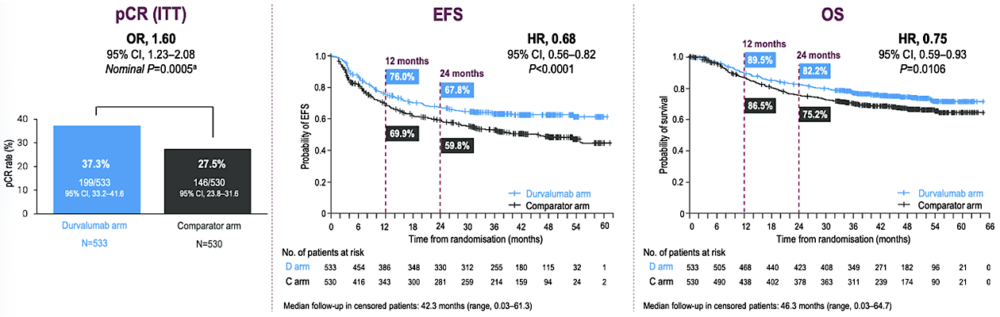 pCR (ITT)
OR, 1.60
95% CI, 1.23–2.08
Nominal P=0.0005ᵃ
40
30
20
10
0
pCR rate (%)
37.3%
199/533
95% CI, 33.2–41.6
27.5%
146/530
95% CI, 23.8–31.6
Durvalumab arm
Comparator arm
N=533
N=530
EFS
HR, 0.68
95% CI, 0.56–0.82
P<0.0001
12 months
76.0%
24 months
67.8%
69.9%
59.8%
1.0
0.8
0.6
0.4
0.2
0
Probability of EFS
Durvalumab arm
Comparator arm
0 6 12 18 24 30 36 42 48 54 60
Time from randomisation (months)
No. of patients at risk
D arm 533 454 386 348 330 312 255 180 115 32 1
C arm 530 416 343 300 281 259 214 159 94 24 2
Median follow-up in censored patients: 42.3 months (range, 0.03–61.3)
OS
HR, 0.75
95% CI, 0.59–0.93
P=0.0106
12 months
89.5%
24 months
82.2%
86.5%
75.2%
1.0
0.8
0.6
0.4
0.2
0
Probability of survival
Durvalumab arm
Comparator arm
0 6 12 18 24 30 36 42 48 54 60 66
Time from randomisation (months)
No. of patients at risk
D arm 533 505 468 440 423 408 349 271 182 96 21 0
C arm 530 490 438 402 378 363 311 239 174 90 21 0
Median follow-up in censored patients: 46.3 months (range, 0.03–64.7)